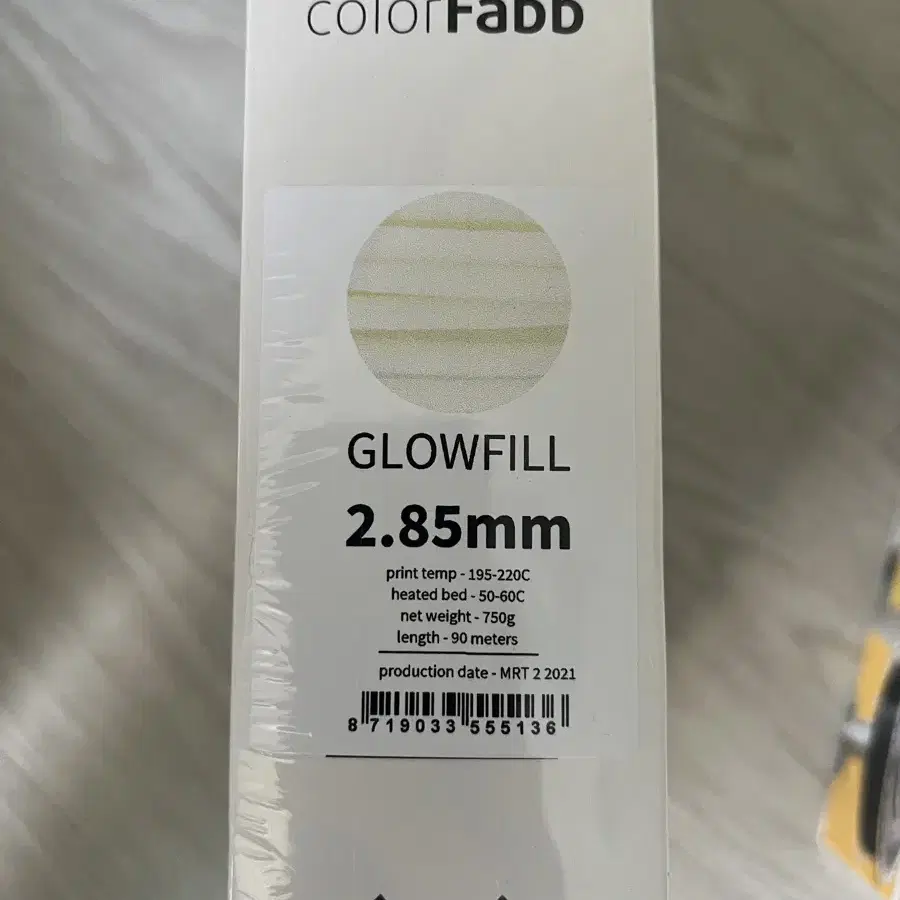 colorFabb
GLOWFILL
2.85mm
print temp - 195-220C
heated bed - 50-60C
net weight - 750g
length - 90 meters
production date - MRT 2 2021
8 719033 555136